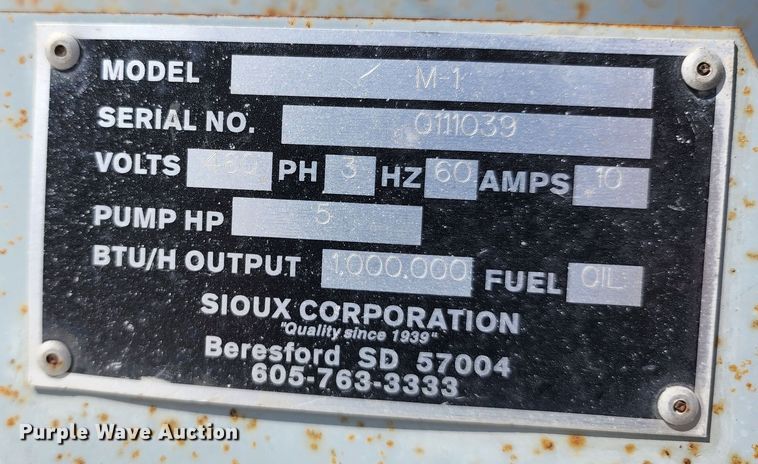 MODEL M-1
SERIAL NO. 0111039
VOLTS 460 PH 3 HZ 60 AMPS 10
PUMP HP 5
BTU/H OUTPUT 1,000,000 FUEL OIL
SIOUX CORPORATION
"Quality since 1939"
Beresford SD 57004
605-763-3333
Purple Wave Auction